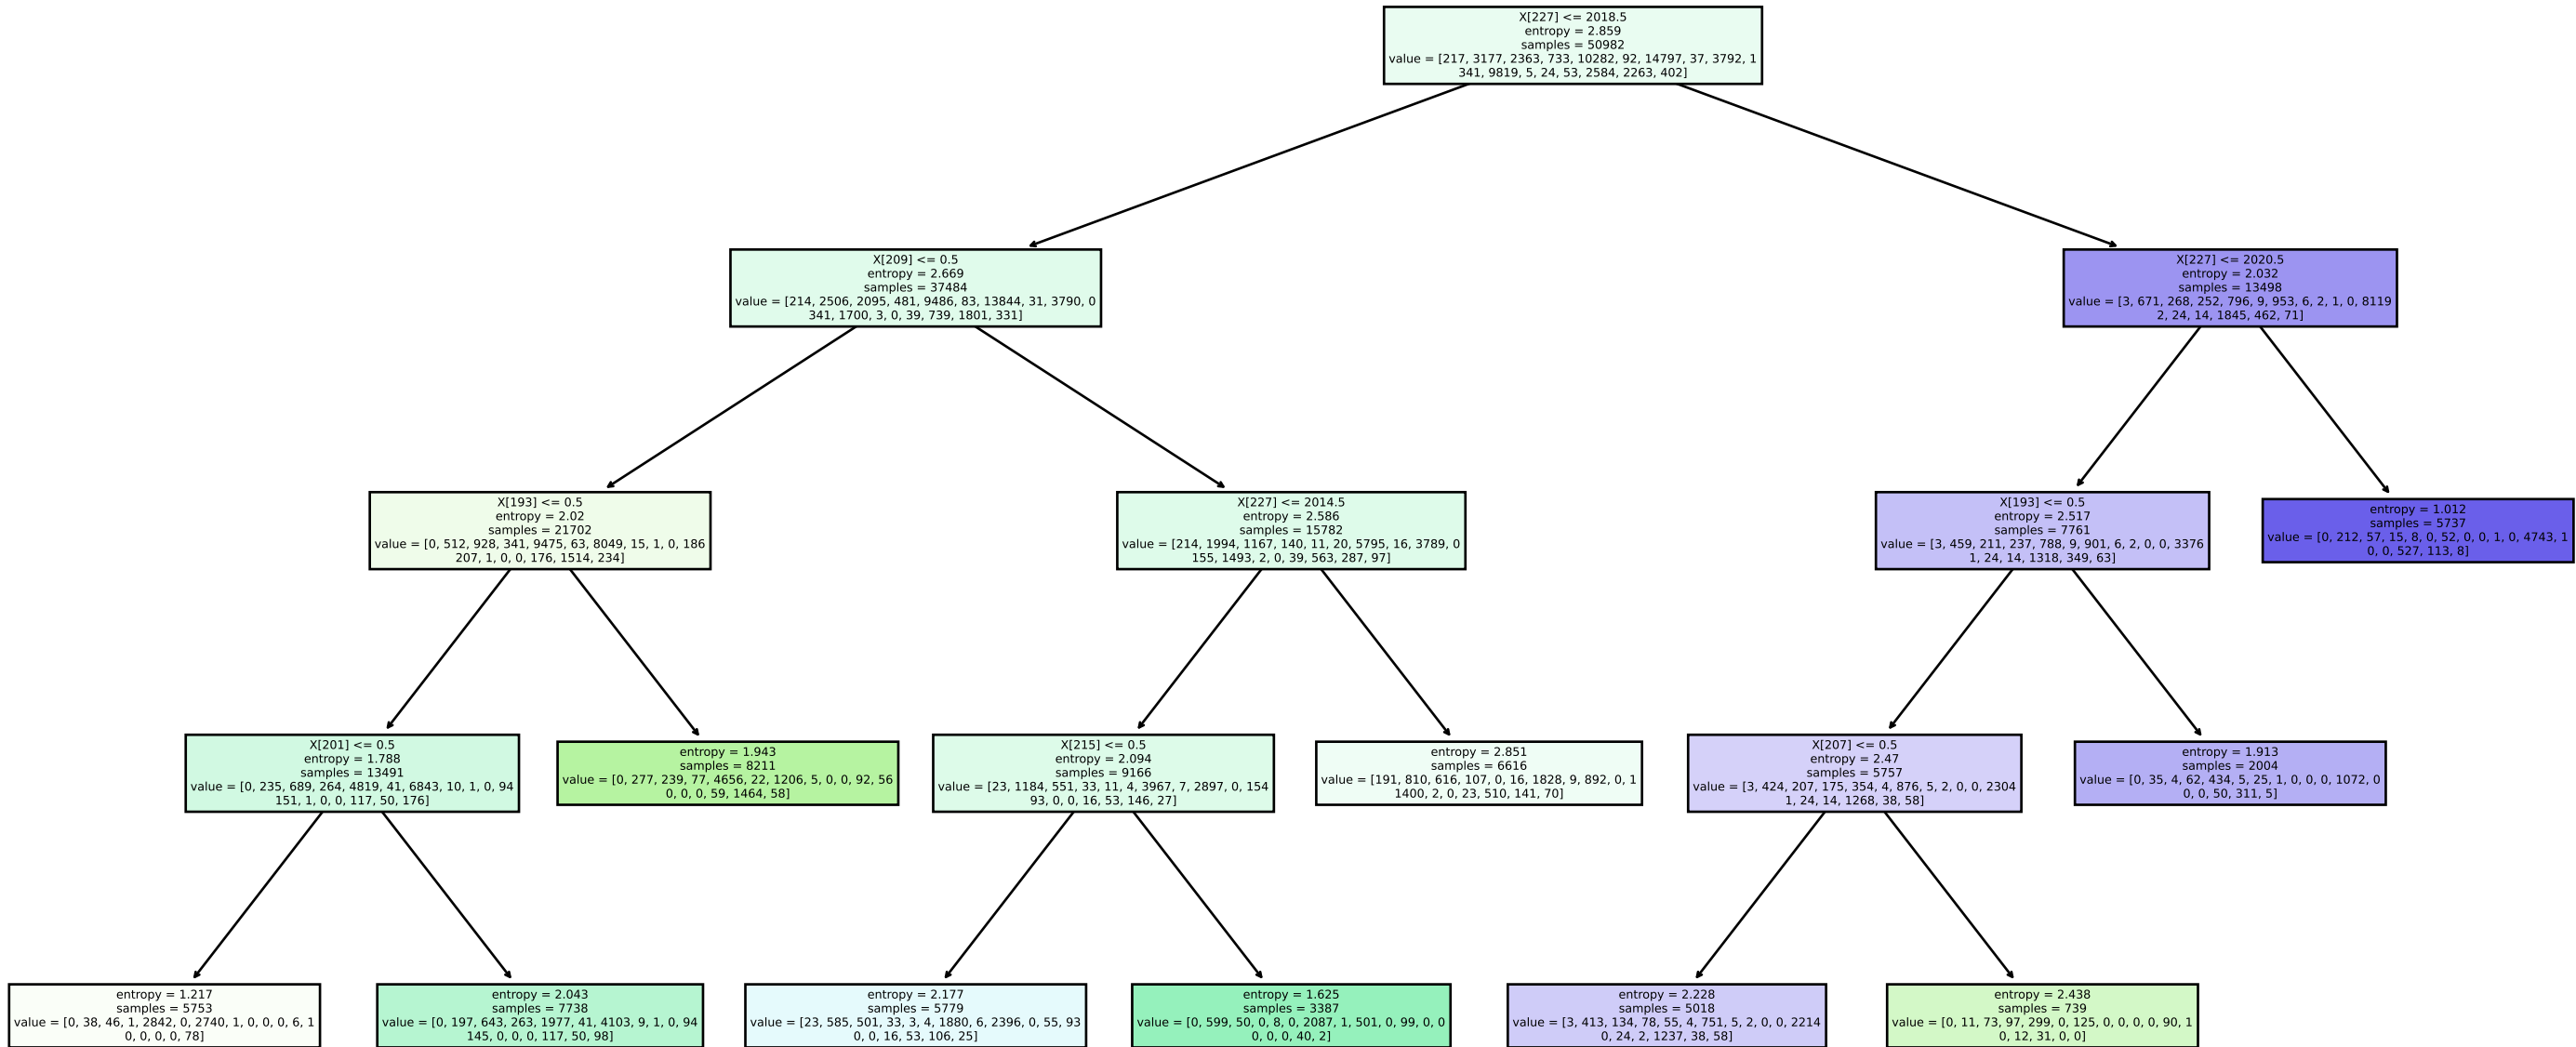 X[227] <= 2018.5
entropy = 2.859
samples = 50982
value = [217, 3177, 2363, 733, 10282, 92, 14797, 37, 3792, 1
341, 9819, 5, 24, 53, 2584, 2263, 402]
X[209] <= 0.5
entropy = 2.669
samples = 37484
value = [214, 2506, 2095, 481, 9486, 83, 13844, 31, 3790, 0
341, 1700, 3, 0, 39, 739, 1801, 331]
X[227] <= 2020.5
entropy = 2.032
samples = 13498
value = [3, 671, 268, 252, 796, 9, 953, 6, 2, 1, 0, 8119
2, 24, 14, 1845, 462, 71]
X[193] <= 0.5
entropy = 2.02
samples = 21702
value = [0, 512, 928, 341, 9475, 63, 8049, 15, 1, 0, 186
207, 1, 0, 0, 176, 1514, 234]
X[227] <= 2014.5
entropy = 2.586
samples = 15782
value = [214, 1994, 1167, 140, 11, 20, 5795, 16, 3789, 0
155, 1493, 2, 0, 39, 563, 287, 97]
X[193] <= 0.5
entropy = 2.517
samples = 7761
value = [3, 459, 211, 237, 788, 9, 901, 6, 2, 0, 0, 3376
1, 24, 14, 1318, 349, 63]
entropy = 1.012
samples = 5737
value = [0, 212, 57, 15, 8, 0, 52, 0, 0, 1, 0, 4743, 1
0, 0, 527, 113, 8]
X[201] <= 0.5
entropy = 1.788
samples = 13491
value = [0, 235, 689, 264, 4819, 41, 6843, 10, 1, 0, 94
151, 1, 0, 0, 117, 50, 176]
entropy = 1.943
samples = 8211
value = [0, 277, 239, 77, 4656, 22, 1206, 5, 0, 0, 92, 56
0, 0, 0, 59, 1464, 58]
X[215] <= 0.5
entropy = 2.094
samples = 9166
value = [23, 1184, 551, 33, 11, 4, 3967, 7, 2897, 0, 154
93, 0, 0, 16, 53, 146, 27]
entropy = 2.851
samples = 6616
value = [191, 810, 616, 107, 0, 16, 1828, 9, 892, 0, 1
1400, 2, 0, 23, 510, 141, 70]
X[207] <= 0.5
entropy = 2.47
samples = 5757
value = [3, 424, 207, 175, 354, 4, 876, 5, 2, 0, 0, 2304
1, 24, 14, 1268, 38, 58]
entropy = 1.913
samples = 2004
value = [0, 35, 4, 62, 434, 5, 25, 1, 0, 0, 0, 1072, 0
0, 0, 50, 311, 5]
entropy = 1.217
samples = 5753
value = [0, 38, 46, 1, 2842, 0, 2740, 1, 0, 0, 0, 6, 1
0, 0, 0, 0, 78]
entropy = 2.043
samples = 7738
value = [0, 197, 643, 263, 1977, 41, 4103, 9, 1, 0, 94
145, 0, 0, 0, 117, 50, 98]
entropy = 2.177
samples = 5779
value = [23, 585, 501, 33, 3, 4, 1880, 6, 2396, 0, 55, 93
0, 0, 16, 53, 106, 25]
entropy = 1.625
samples = 3387
value = [0, 599, 50, 0, 8, 0, 2087, 1, 501, 0, 99, 0, 0
0, 0, 0, 40, 2]
entropy = 2.228
samples = 5018
value = [3, 413, 134, 78, 55, 4, 751, 5, 2, 0, 0, 2214
0, 24, 2, 1237, 38, 58]
entropy = 2.438
samples = 739
value = [0, 11, 73, 97, 299, 0, 125, 0, 0, 0, 0, 90, 1
0, 12, 31, 0, 0]